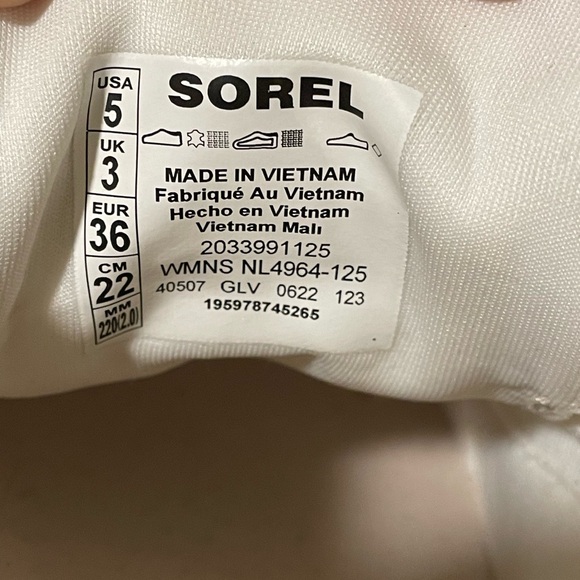 USA
5
UK
3
EUR
36
CM
22
MM
220(2.0)
SOREL
MADE IN VIETNAM
Fabriqué Au Vietnam
Hecho en Vietnam
Vietnam Malı
2033991125
WMNS NL4964-125
40507 GLV 0622 123
195978745265